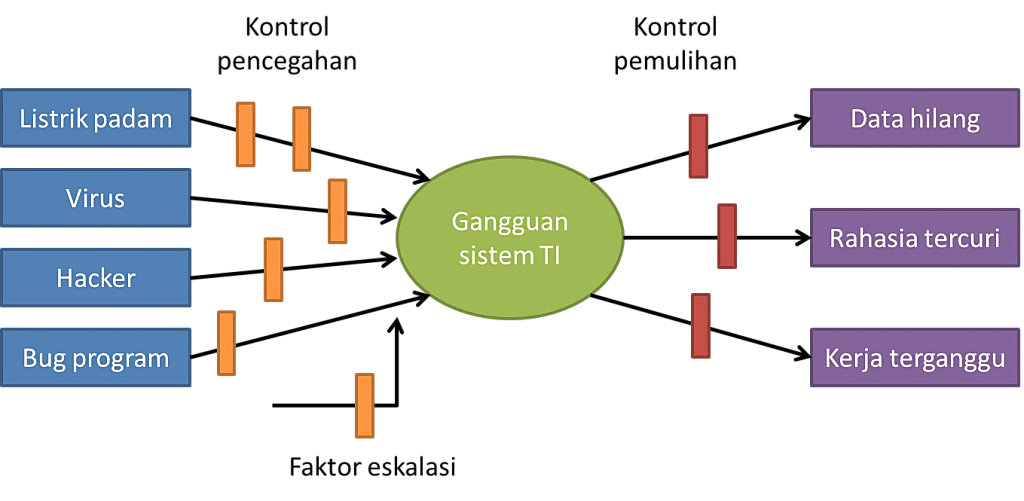 Kontrol
pencegahan
Kontrol
pemulihan
Listrik padam
Virus
Hacker
Bug program
Gangguan
sistem TI
Data hilang
Rahasia tercuri
Kerja terganggu
Faktor eskalasi